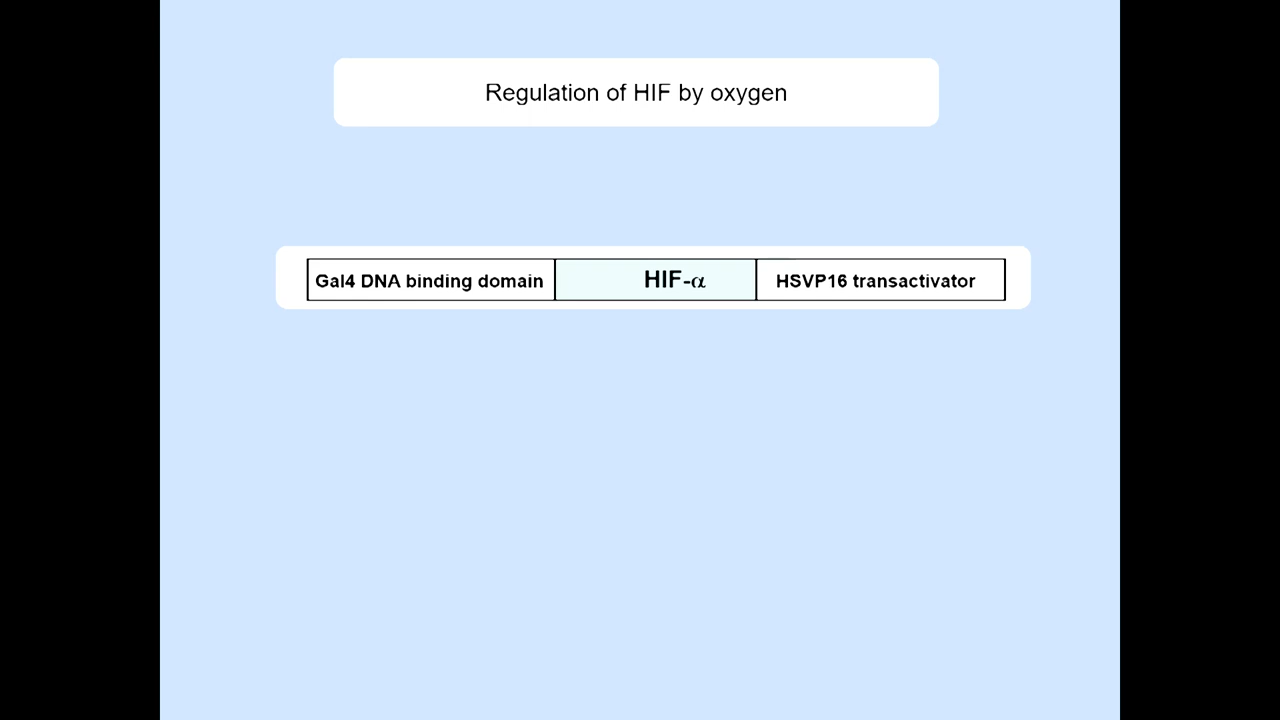 Regulation of HIF by oxygen
Gal4 DNA binding domain HIF-α HSVP16 transactivator